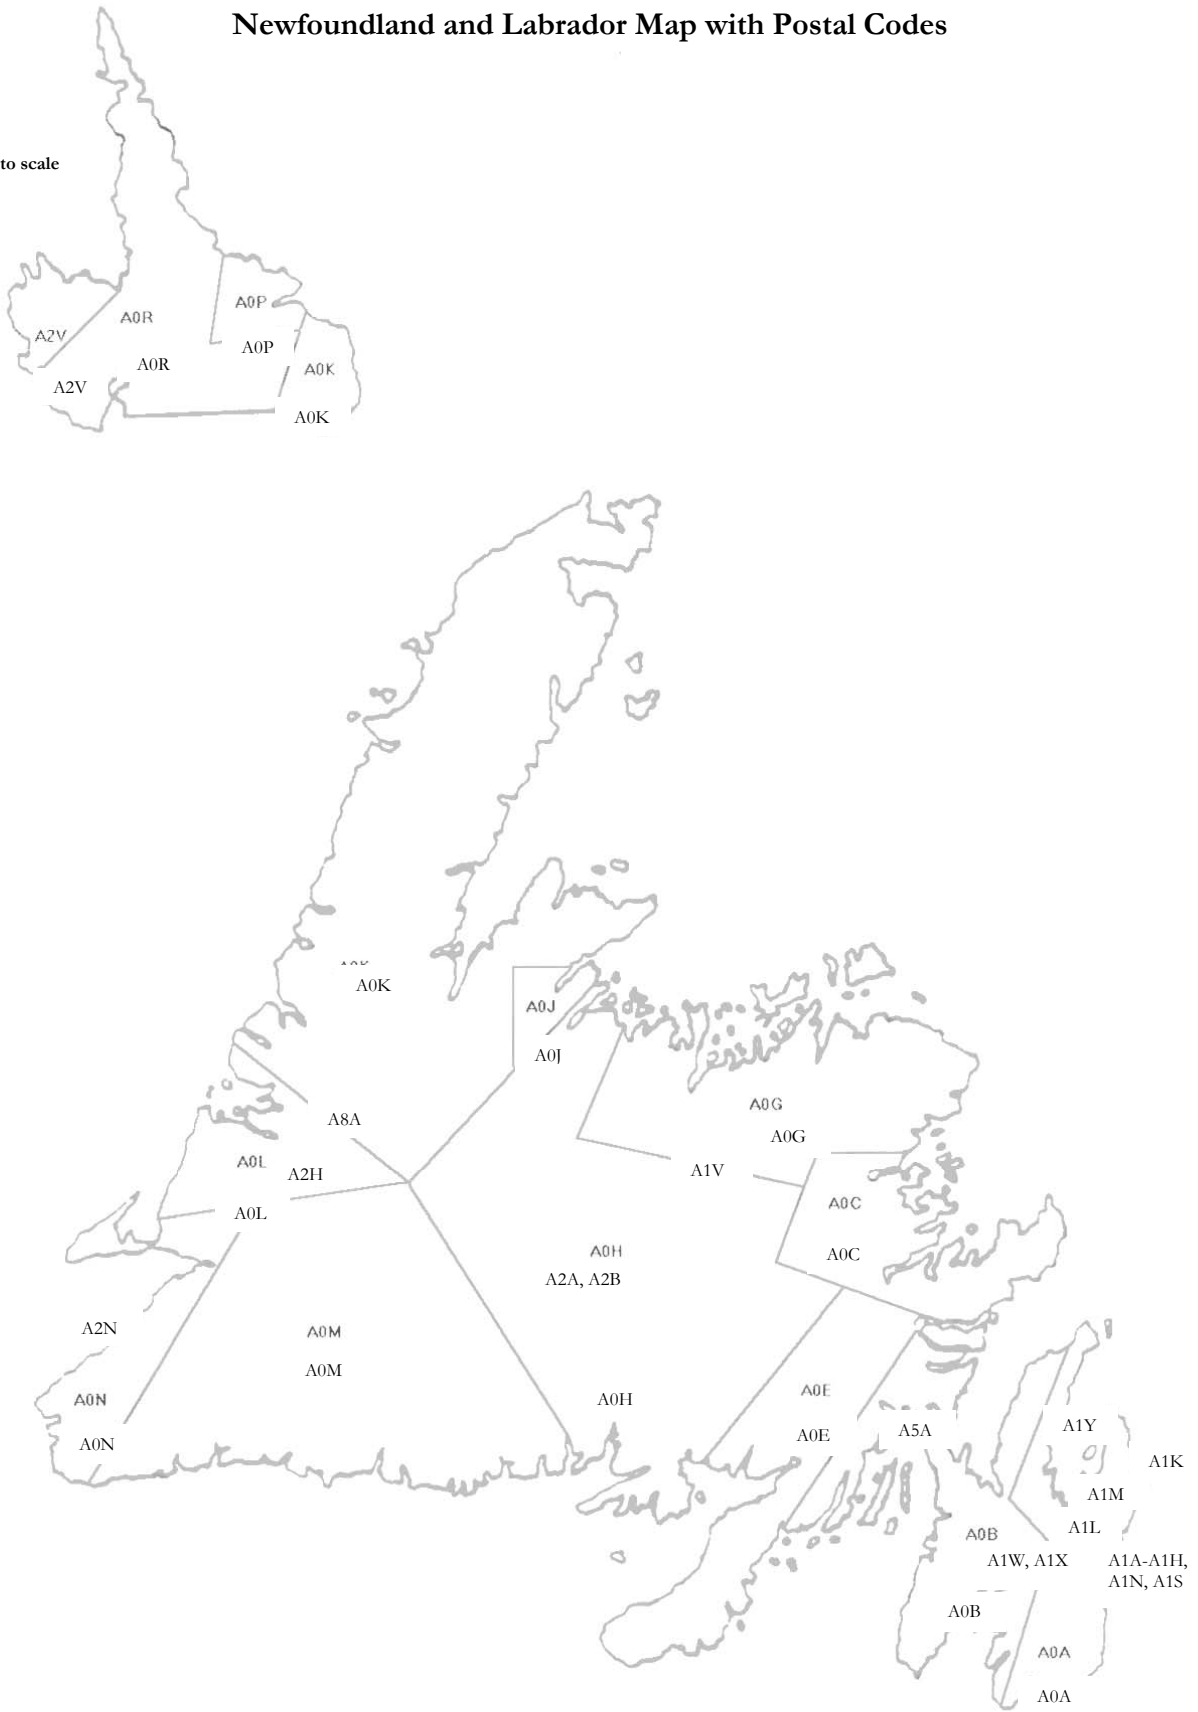 Newfoundland and Labrador Map with Postal Codes
to scale
A0P
A0R
A2V
A0P
A0R
A0K
A2V
A0K
A0K
A0J
A0J
A0G
A8A
A0G
A0L
A1V
A2H
A0C
A0L
A0H
A0C
A2A, A2B
A2N
A0M
A0M
A0E
A0N
A0H
A1Y
A5A
A0E
A0N
A1K
A1M
A1L
A0B
A1W, A1X
A1A-A1H,
A1N, A1S
A0B
A0A
A0A